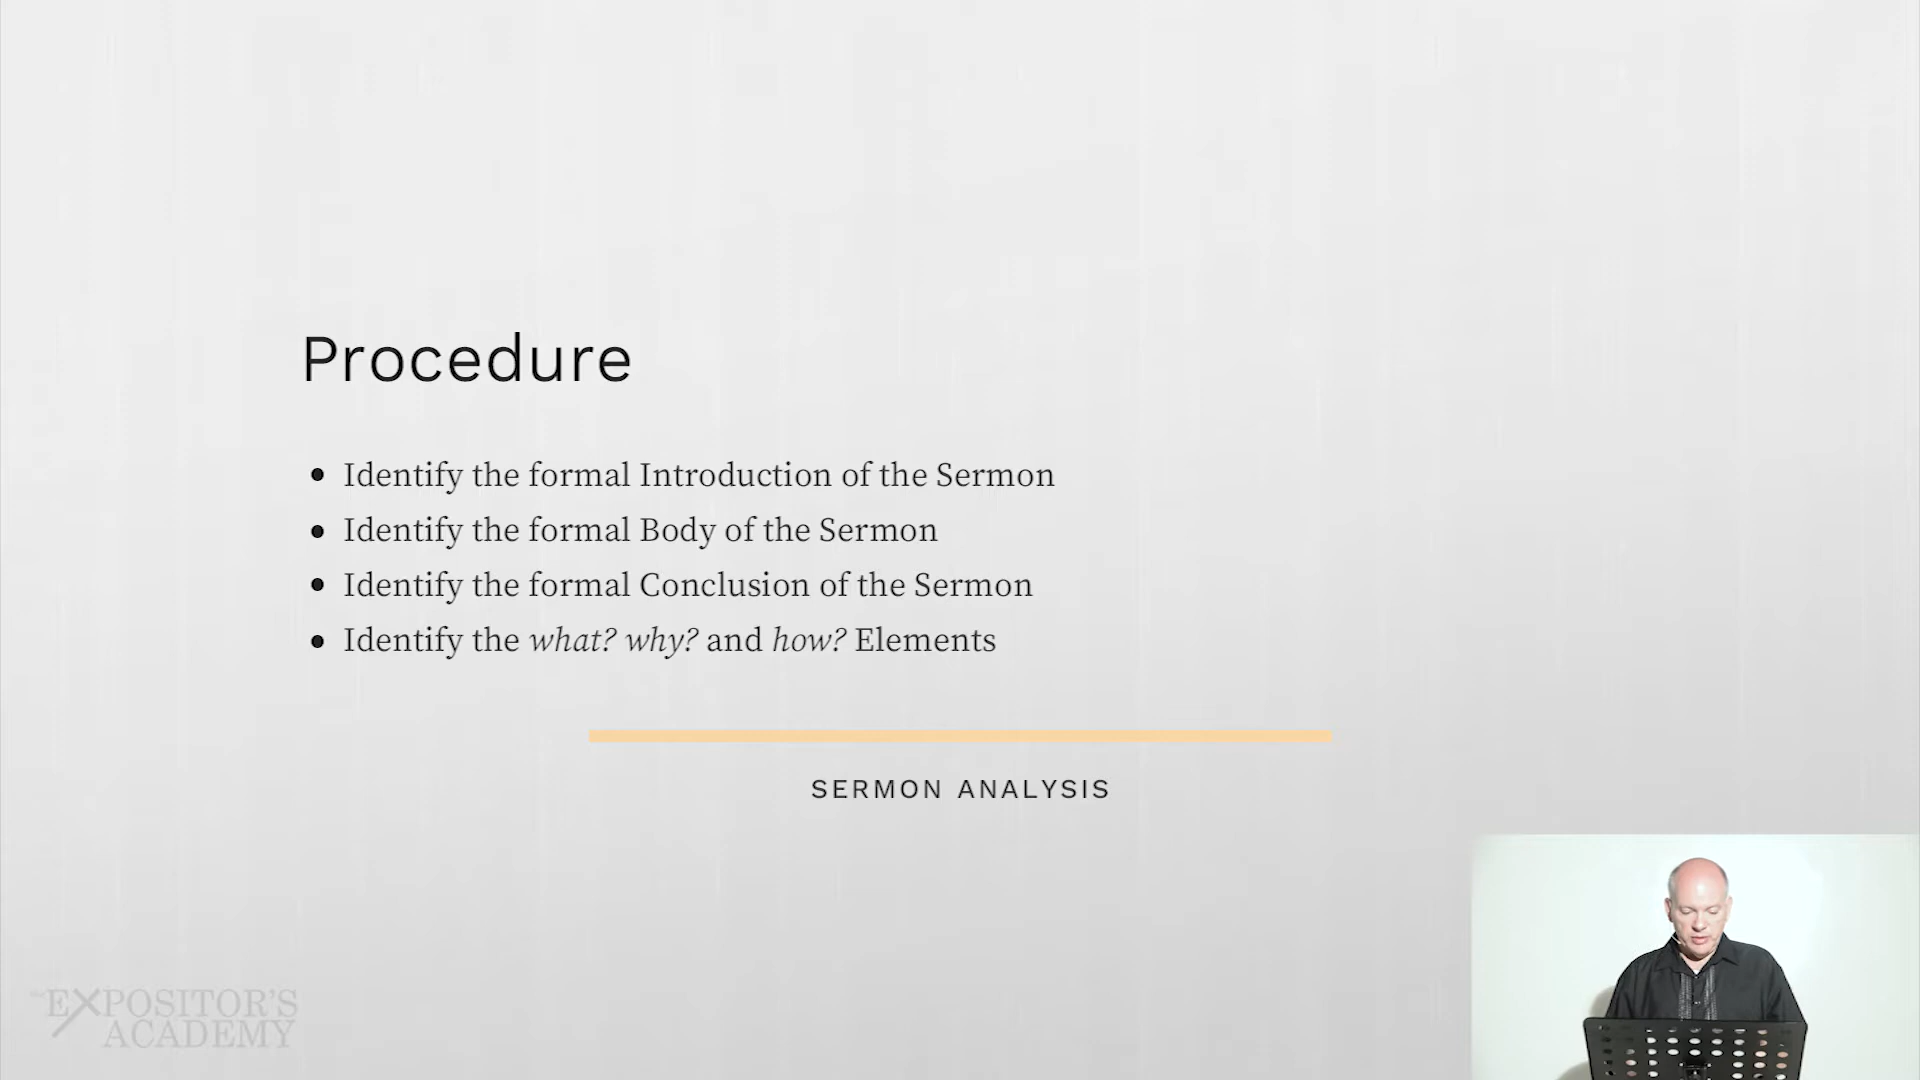 Procedure
• Identify the formal Introduction of the Sermon
• Identify the formal Body of the Sermon
• Identify the formal Conclusion of the Sermon
• Identify the what? why? and how? Elements
SERMON ANALYSIS
THE EXPOSITOR'S
ACADEMY